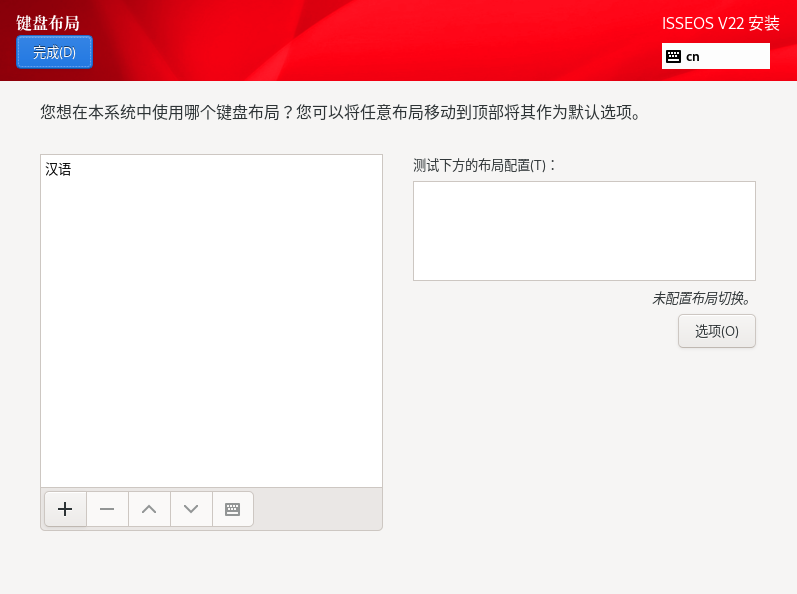 键盘布局
完成(D)
ISSEOS V22 安装
cn
您想在本系统中使用哪个键盘布局？您可以将任意布局移动到顶部将其作为默认选项。
汉语
测试下方的布局配置(T)：
未配置布局切换。
选项(O)